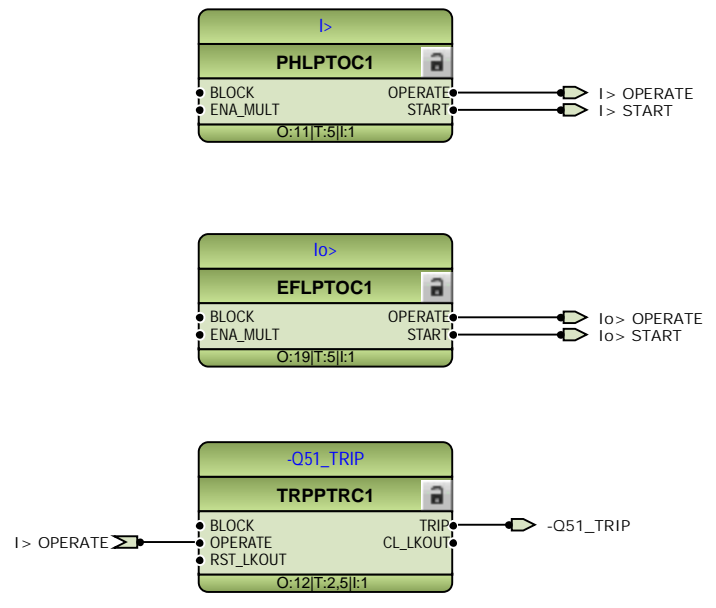 I>
PHLPTOC1
BLOCK OPERATE I> OPERATE
ENA_MULT START I> START
O:11|T:5|I:1
Io>
EFLPTOC1
BLOCK OPERATE Io> OPERATE
ENA_MULT START Io> START
O:19|T:5|I:1
-Q51_TRIP
TRPPTRC1
BLOCK TRIP -Q51_TRIP
I> OPERATE OPERATE CL_LKOUT
RST_LKOUT
O:12|T:2,5|I:1